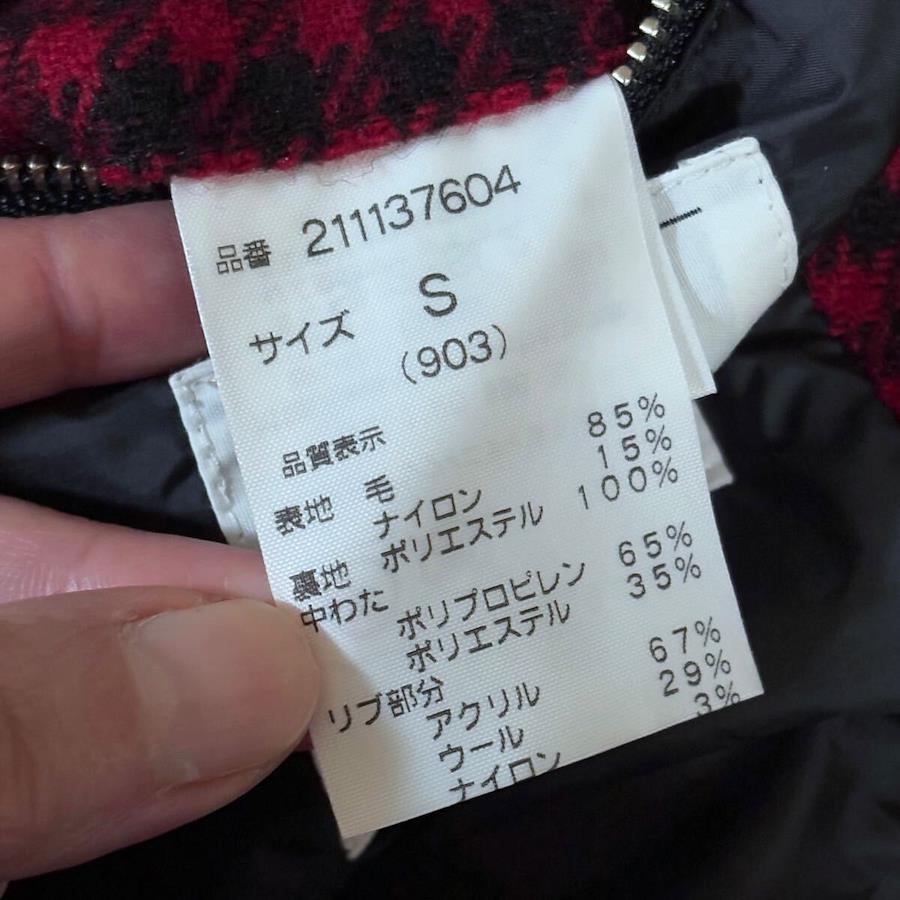 品番 211137604
サイズ S
(903)
品質表示
表地 毛 85%
ナイロン 15%
裏地 ポリエステル 100%
中わた
ポリプロピレン 65%
ポリエステル 35%
リブ部分
アクリル 67%
ウール 29%
ナイロン 3%